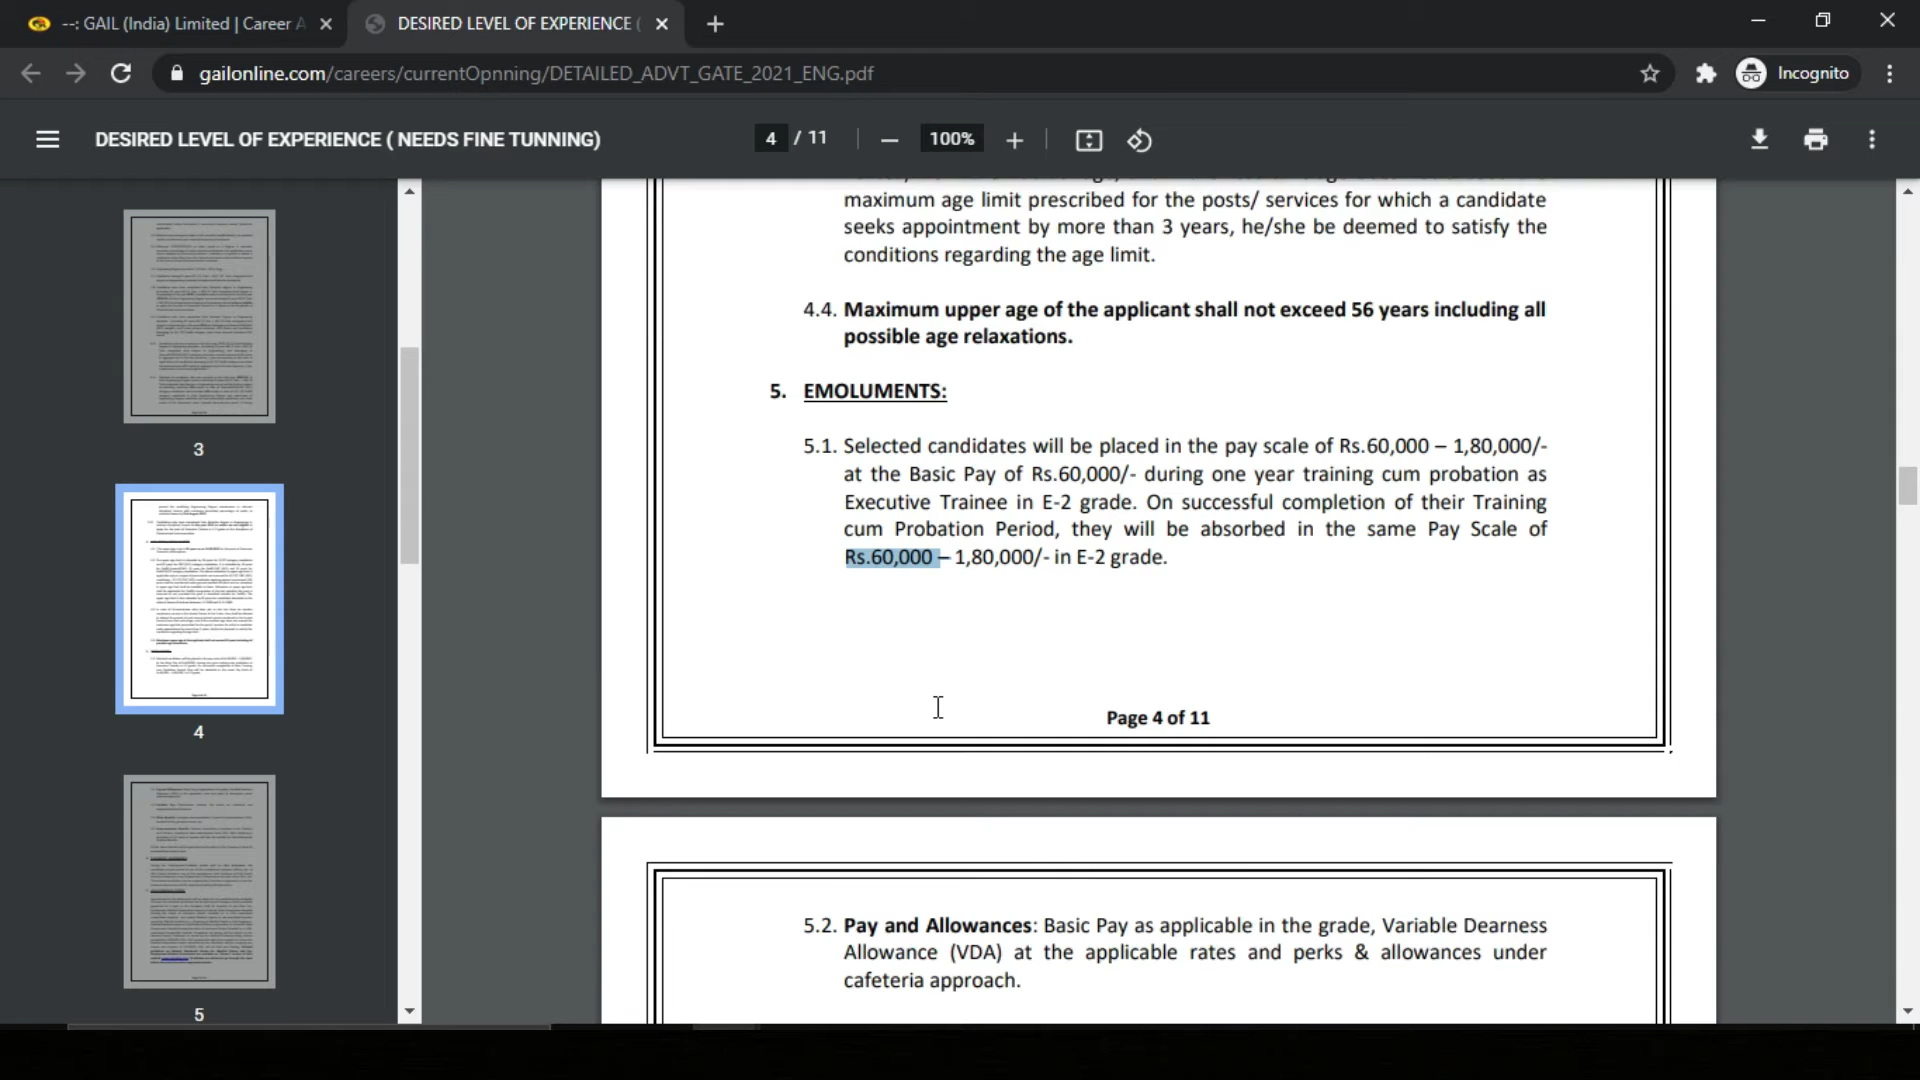 --: GAIL (India) Limited | Career A
DESIRED LEVEL OF EXPERIENCE (
gailonline.com/careers/currentOpnning/DETAILED_ADVT_GATE_2021_ENG.pdf
Incognito
DESIRED LEVEL OF EXPERIENCE ( NEEDS FINE TUNNING)
4 / 11
100%
3
4
5
maximum age limit prescribed for the posts/ services for which a candidate
seeks appointment by more than 3 years, he/she be deemed to satisfy the
conditions regarding the age limit.
4.4. Maximum upper age of the applicant shall not exceed 56 years including all
possible age relaxations.
5. EMOLUMENTS:
5.1. Selected candidates will be placed in the pay scale of Rs.60,000 – 1,80,000/-
at the Basic Pay of Rs.60,000/- during one year training cum probation as
Executive Trainee in E-2 grade. On successful completion of their Training
cum Probation Period, they will be absorbed in the same Pay Scale of
Rs.60,000 – 1,80,000/- in E-2 grade.
Page 4 of 11
5.2. Pay and Allowances: Basic Pay as applicable in the grade, Variable Dearness
Allowance (VDA) at the applicable rates and perks & allowances under
cafeteria approach.